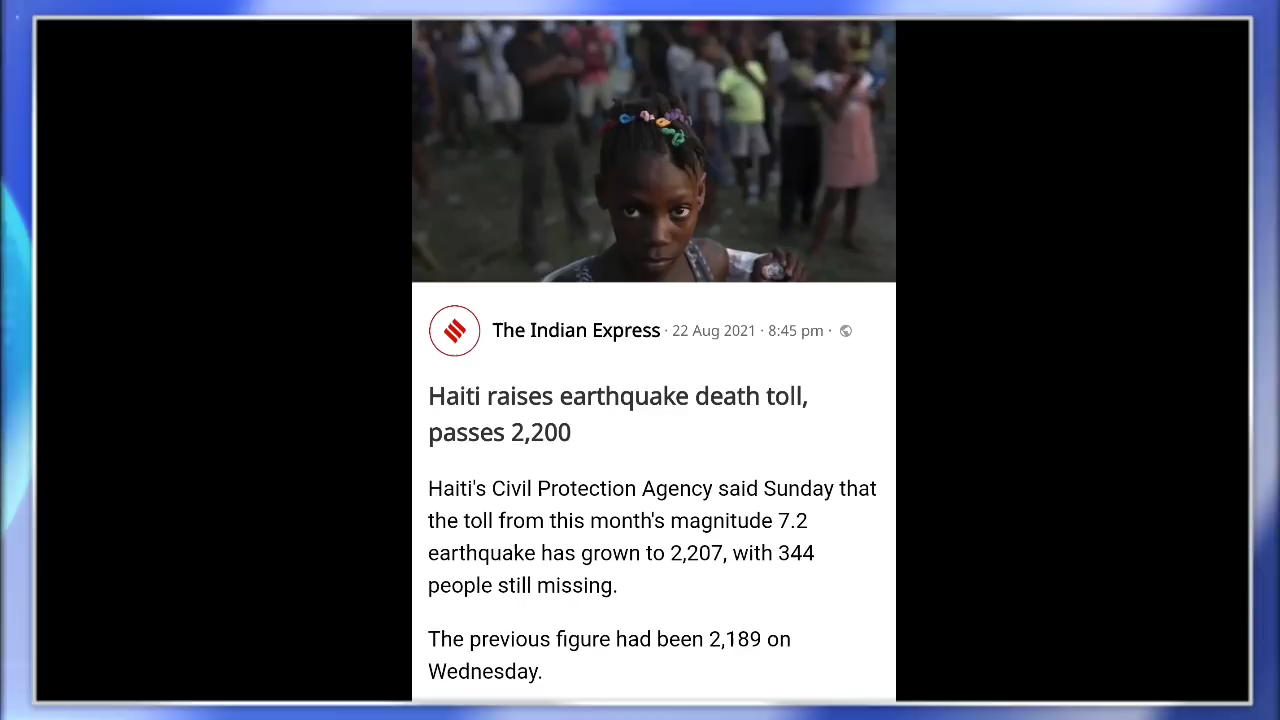 The Indian Express · 22 Aug 2021 · 8:45 pm ·
Haiti raises earthquake death toll,
passes 2,200
Haiti's Civil Protection Agency said Sunday that
the toll from this month's magnitude 7.2
earthquake has grown to 2,207, with 344
people still missing.
The previous figure had been 2,189 on
Wednesday.